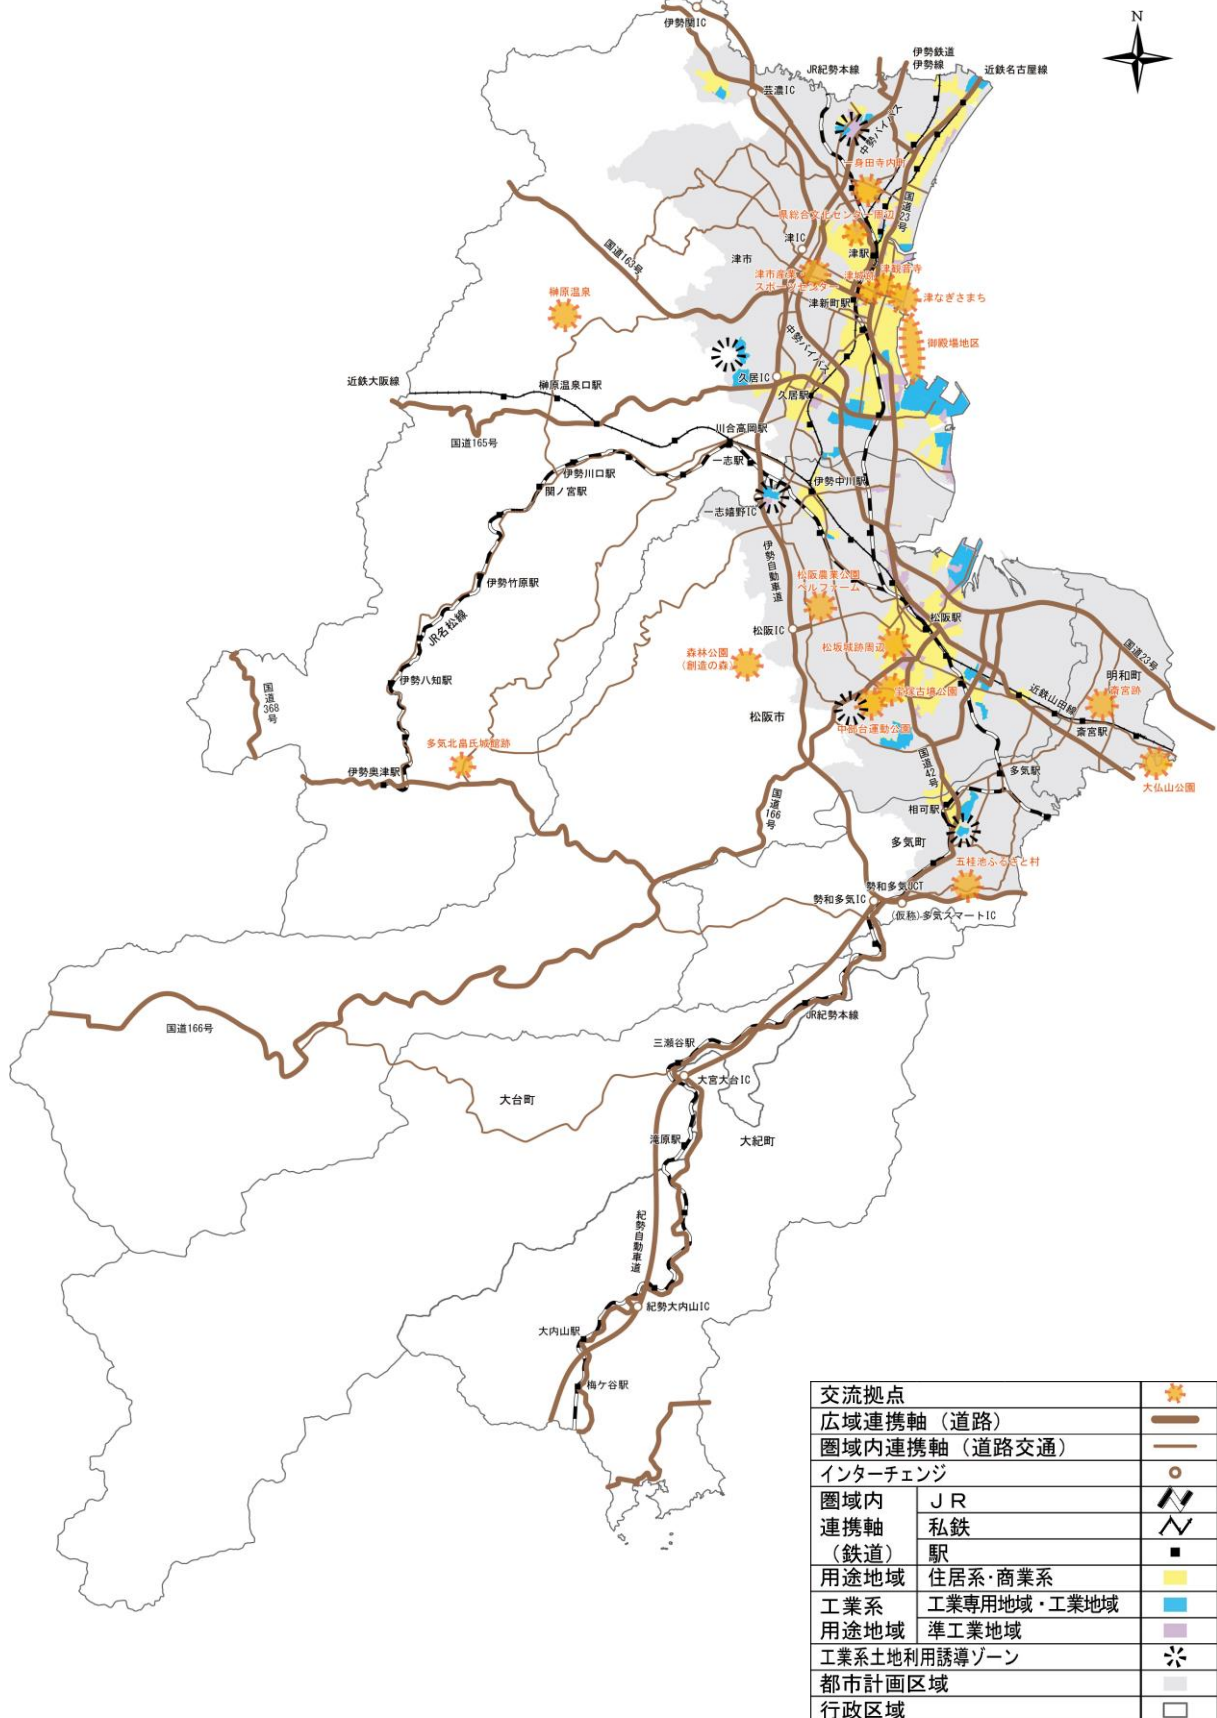 N
伊勢関IC
伊勢鉄道
伊勢線
JR紀勢本線
近鉄名古屋線
芸濃IC
中勢バイパス
一身田寺内町
国道23号
県総合文化センター周辺
津IC
津駅
国道163号
津市
津市産業
スポーツセンター
津城跡
津観音寺
榊原温泉
津新町駅
津なぎさまち
中勢バイパス
御殿場地区
近鉄大阪線
榊原温泉口駅
久居IC
久居駅
国道165号
川合高岡駅
一志駅
伊勢川口駅
関ノ宮駅
伊勢中川駅
一志嬉野IC
伊勢自動車道
伊勢竹原駅
松阪農業公園
ベルファーム
JR名松線
松阪IC
松阪駅
松坂城跡周辺
国道23号
森林公園
(創造の森)
伊勢八知駅
国道368号
明和町
斎宮跡
近鉄山田線
宝塚古墳公園
松阪市
中部台運動公園
斎宮駅
多気北畠氏城館跡
国道42号
伊勢奥津駅
多気駅
大仏山公園
国道166号
相可駅
多気町
五桂池ふるさと村
勢和多気JCT
勢和多気IC
(仮称)多気スマートIC
国道166号
JR紀勢本線
三瀬谷駅
大宮大台IC
大台町
滝原駅
大紀町
紀勢自動車道
紀勢大内山IC
大内山駅
梅ケ谷駅
交流拠点
広域連携軸（道路）
圏域内連携軸（道路交通）
インターチェンジ
圏域内
連携軸
（鉄道）
ＪＲ
私鉄
駅
用途地域 住居系・商業系
工業系
用途地域
工業専用地域・工業地域
準工業地域
工業系土地利用誘導ゾーン
都市計画区域
行政区域